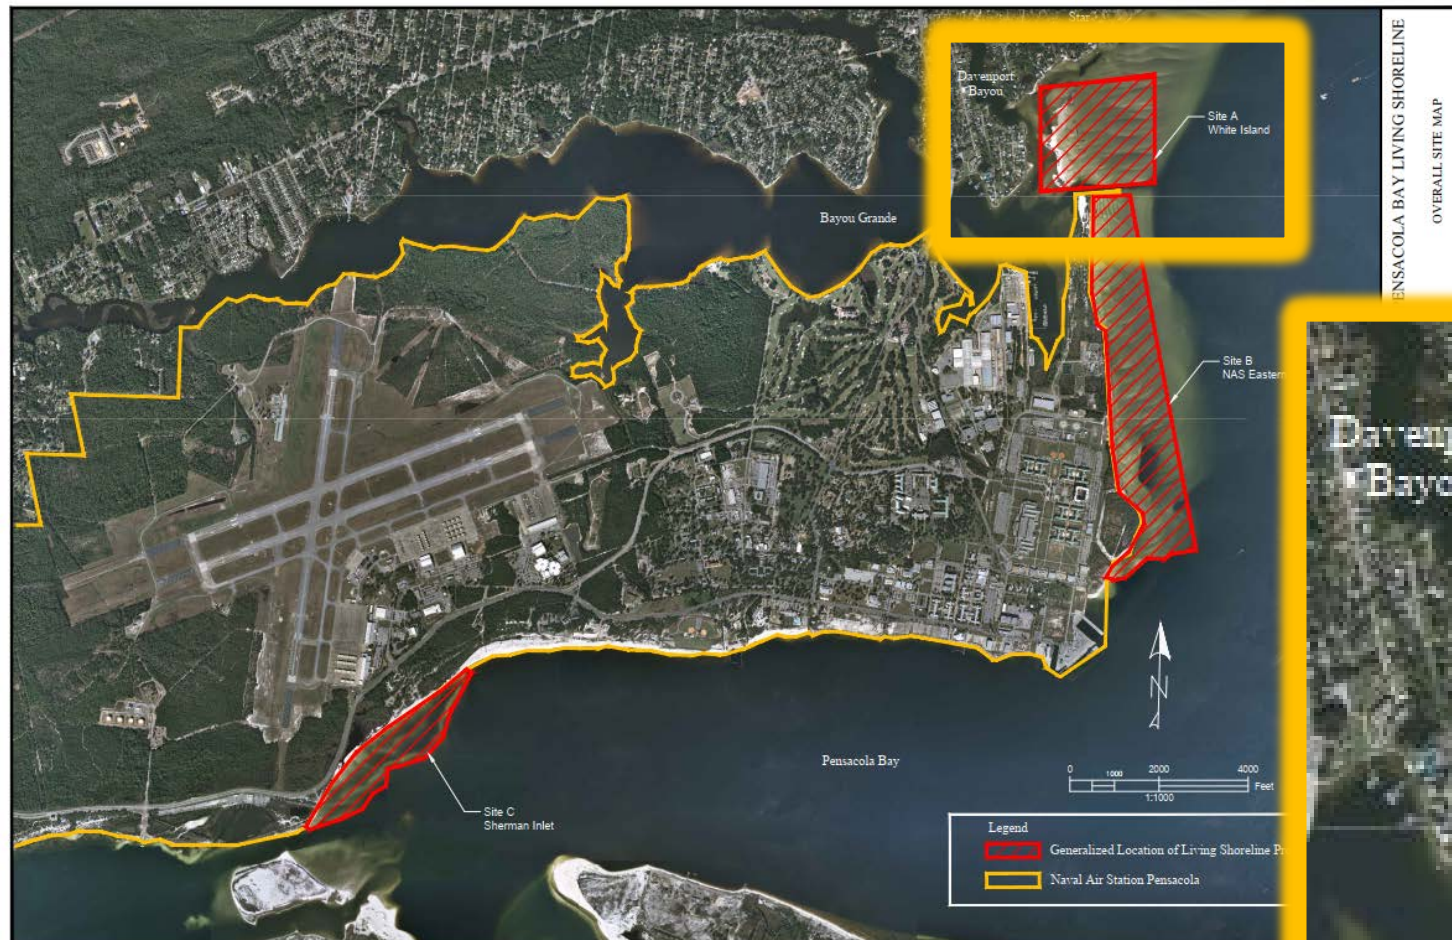 Star
Davenport
Bayou
Site A
White Island
Bayou Grande
Site B
NAS Eastern
Site C
Sherman Inlet
Pensacola Bay
N
0 1000 2000 4000
Feet
1:1000
Legend
Generalized Location of Living Shoreline Pr
Naval Air Station Pensacola
ENSACOLA BAY LIVING SHORELINE
OVERALL SITE MAP
Davenp
Bayo